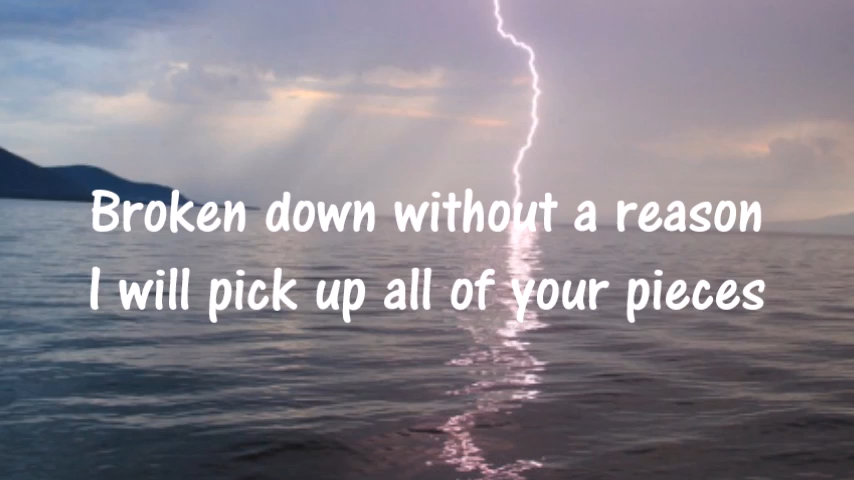 Broken down without a reason
I will pick up all of your pieces